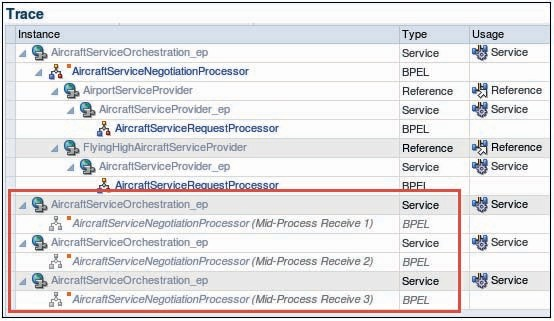 Trace
Instance Type Usage
AircraftServiceOrchestration_ep Service Service
AircraftServiceNegotiationProcessor BPEL
AirportServiceProvider Reference Reference
AircraftServiceProvider_ep Service Service
AircraftServiceRequestProcessor BPEL
FlyingHighAircraftServiceProvider Reference Reference
AircraftServiceProvider_ep Service Service
AircraftServiceRequestProcessor BPEL
AircraftServiceOrchestration_ep Service Service
AircraftServiceNegotiationProcessor (Mid-Process Receive 1) BPEL
AircraftServiceOrchestration_ep Service Service
AircraftServiceNegotiationProcessor (Mid-Process Receive 2) BPEL
AircraftServiceOrchestration_ep Service Service
AircraftServiceNegotiationProcessor (Mid-Process Receive 3) BPEL